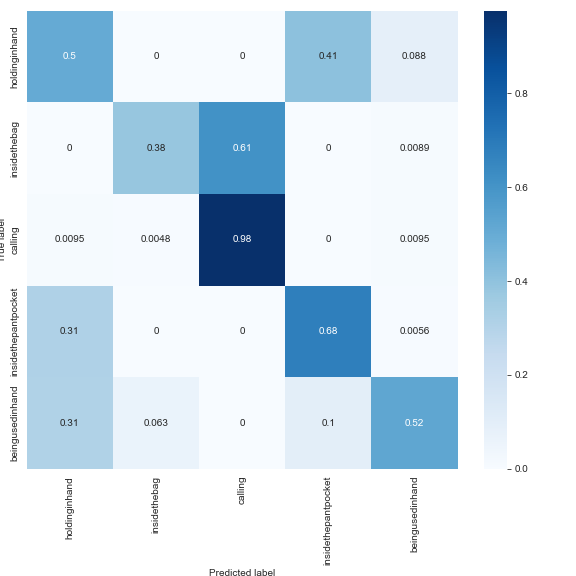 holdinginhand
0.5 0 0 0.41 0.088
insidethebag
0 0.38 0.61 0 0.0089
calling
0.0095 0.0048 0.98 0 0.0095
insidethepantpocket
0.31 0 0 0.68 0.0056
beingusedinhand
0.31 0.063 0 0.1 0.52
True label
holdinginhand insidethebag calling insidethepantpocket beingusedinhand
Predicted label
0.8
0.6
0.4
0.2
0.0